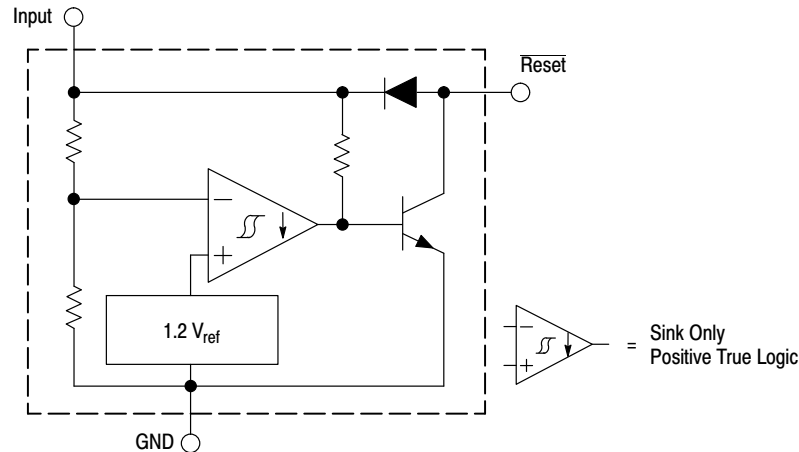 Input
Reset
−
+
1.2 Vref
GND
−
+
= Sink Only
Positive True Logic